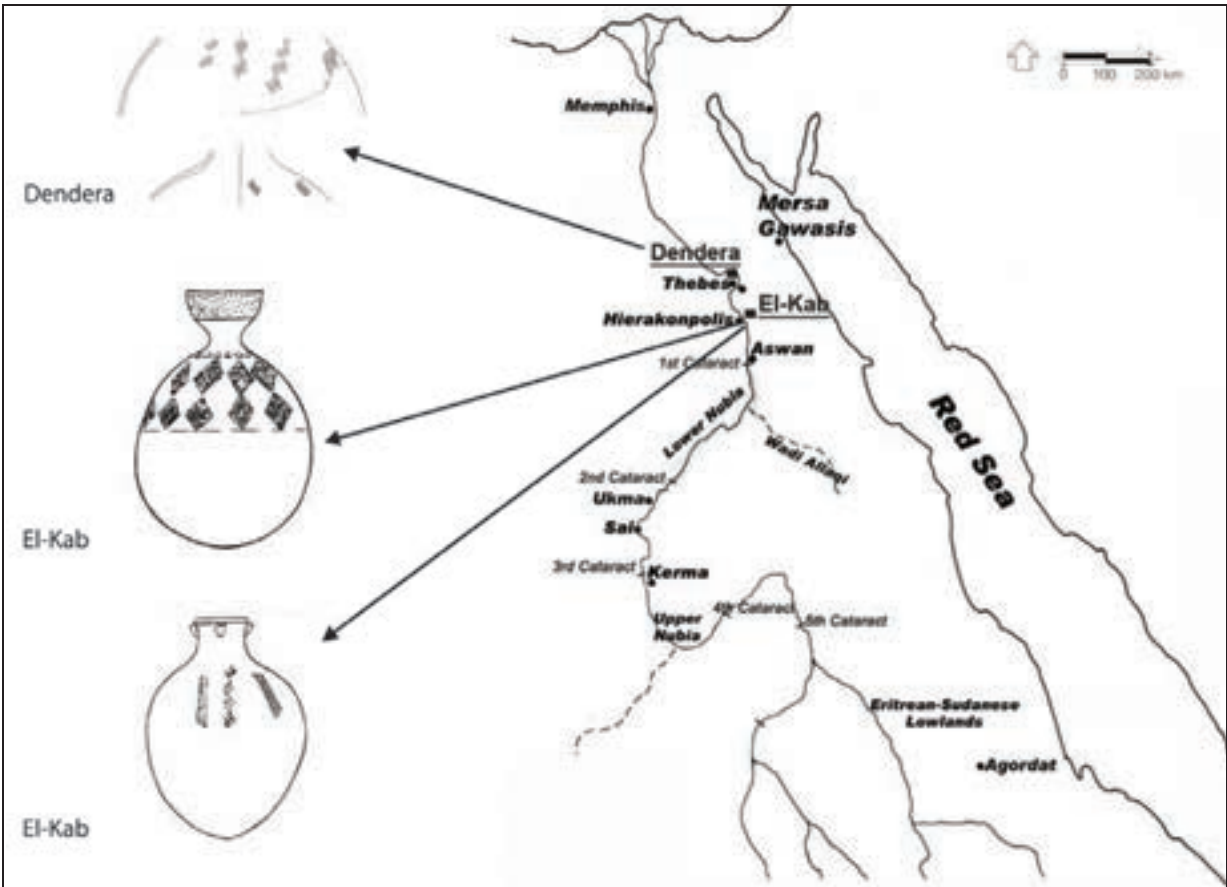 Dendera
El-Kab
El-Kab
Memphis
Mersa
Gawasis
Dendera
Thebes
El-Kab
Hierakonpolis
Aswan
1st Cataract
Lower Nubia
Wadi Allaqi
Red Sea
2nd Cataract
Ukma
Sai
3rd Cataract
Kerma
4th Cataract
5th Cataract
Upper
Nubia
Eritrean-Sudanese
Lowlands
Agordat
0 100 200 km